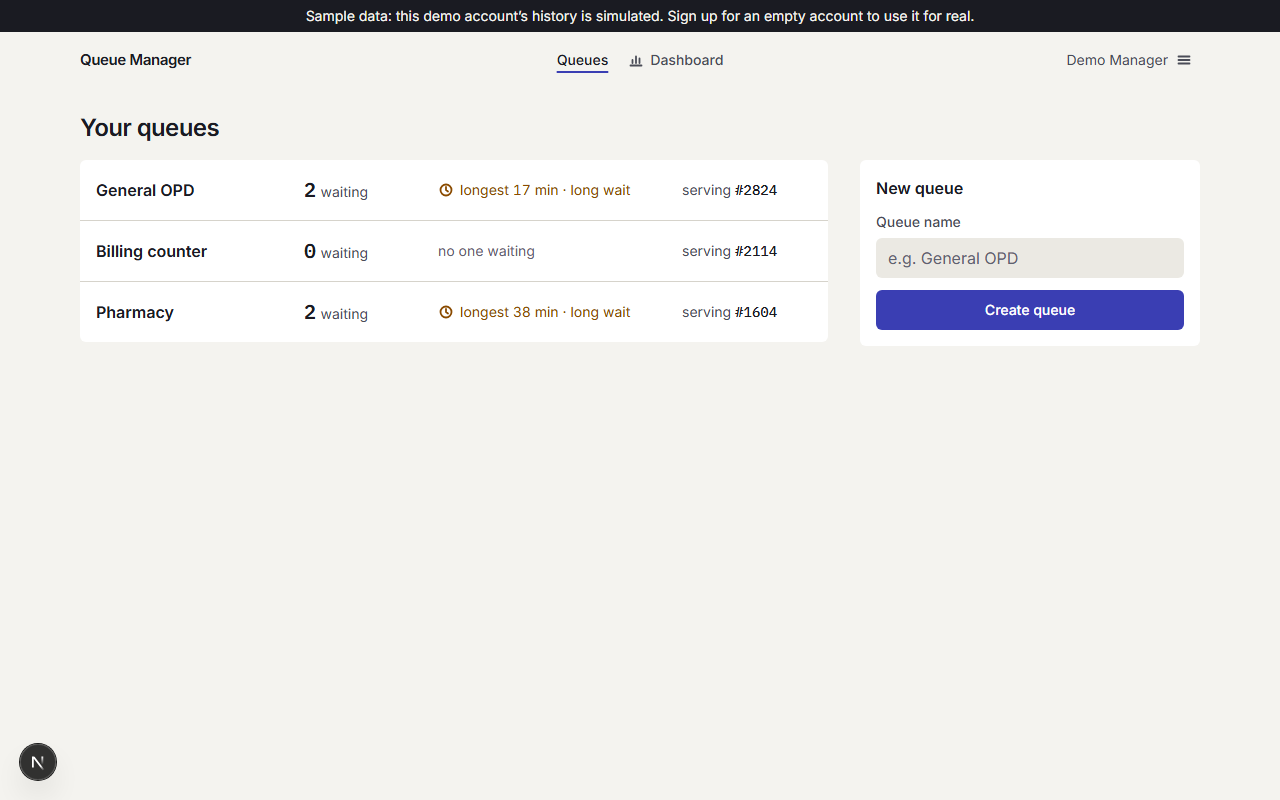 Sample data: this demo account’s history is simulated. Sign up for an empty account to use it for real.
Queue Manager
Queues
Dashboard
Demo Manager
Your queues
General OPD 2 waiting longest 17 min · long wait serving #2824
Billing counter 0 waiting no one waiting serving #2114
Pharmacy 2 waiting longest 38 min · long wait serving #1604
New queue
Queue name
e.g. General OPD
Create queue
N